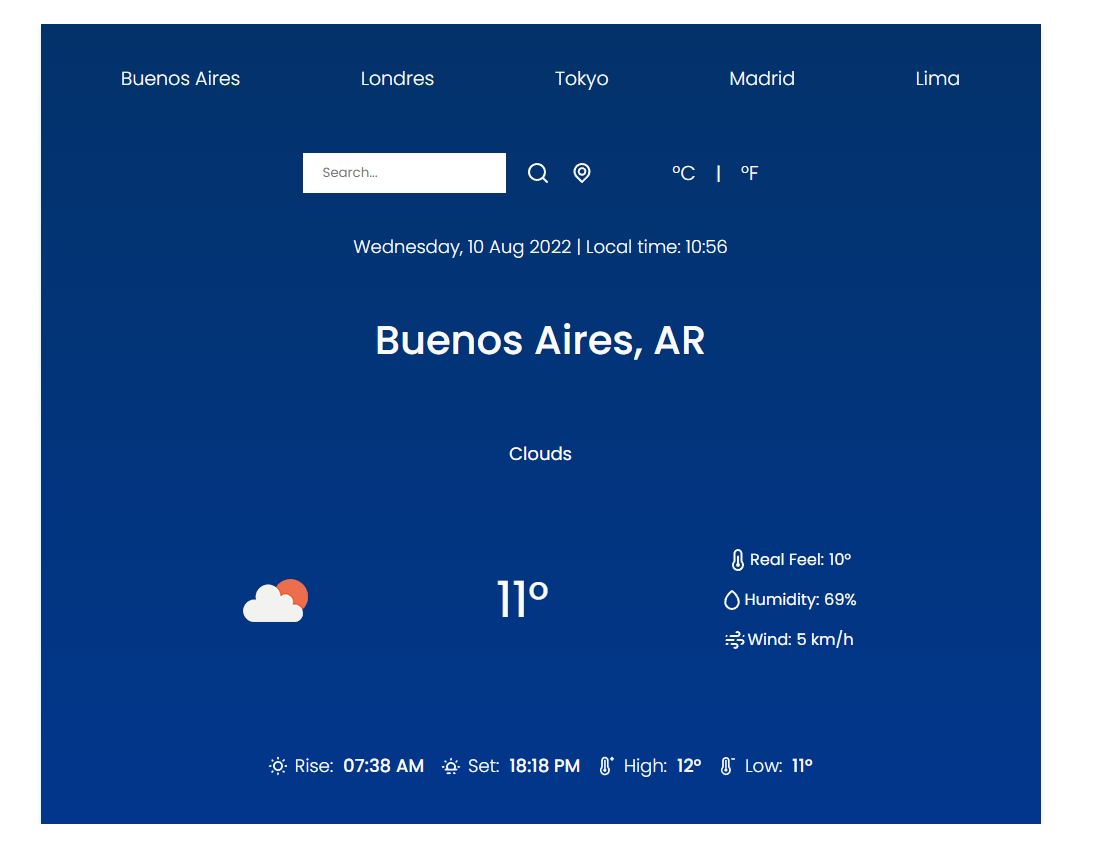 Buenos Aires Londres Tokyo Madrid Lima
Search... ºC | ºF
Wednesday, 10 Aug 2022 | Local time: 10:56
Buenos Aires, AR
Clouds
11º
Real Feel: 10º
Humidity: 69%
Wind: 5 km/h
Rise: 07:38 AM Set: 18:18 PM High: 12º Low: 11º